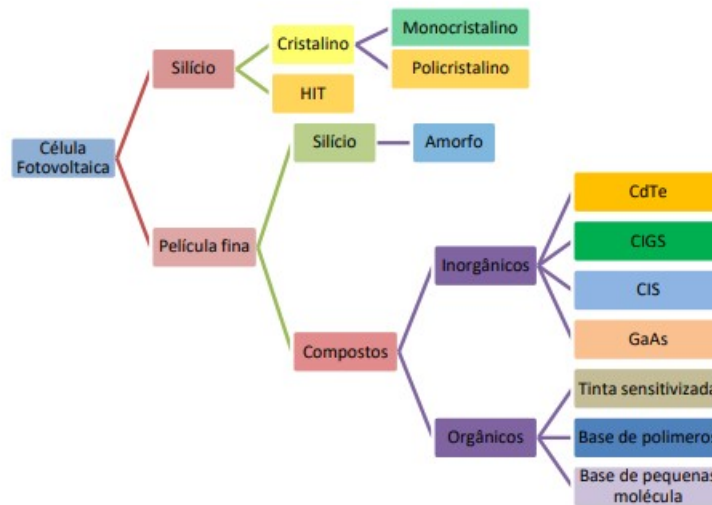 Monocristalino
Cristalino
Silício
Policristalino
HIT
Célula
Fotovoltaica
Silício
Amorfo
Película fina
CdTe
CIGS
Inorgânicos
CIS
Compostos
GaAs
Tinta sensitivizada
Orgânicos
Base de polimeros
Base de pequenas
molécula